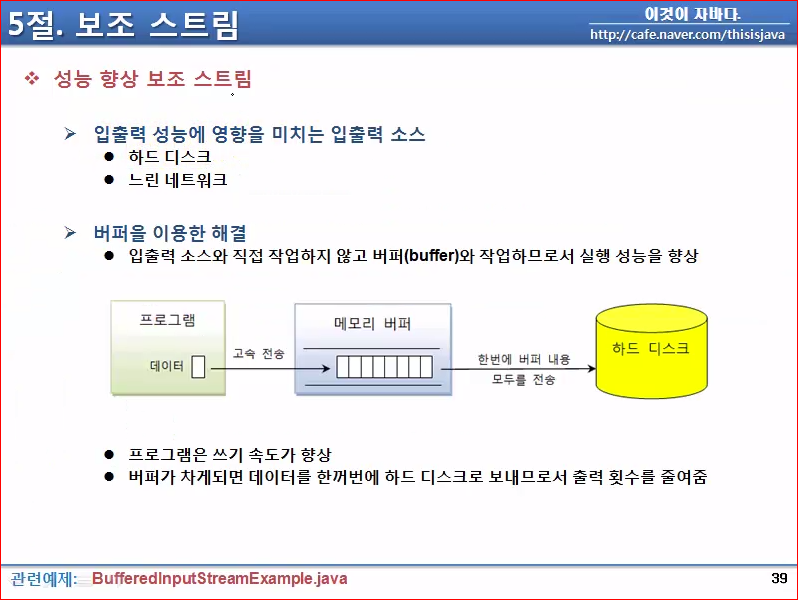 5절. 보조 스트림
이것이 자바다.
http://cafe.naver.com/thisisjava
성능 향상 보조 스트림
입출력 성능에 영향을 미치는 입출력 소스
하드 디스크
느린 네트워크
버퍼을 이용한 해결
입출력 소스와 직접 작업하지 않고 버퍼(buffer)와 작업하므로서 실행 성능을 향상
프로그램
데이터
고속 전송
메모리 버퍼
한번에 버퍼 내용
모두를 전송
하드 디스크
프로그램은 쓰기 속도가 향상
버퍼가 차게되면 데이터를 한꺼번에 하드 디스크로 보내므로서 출력 횟수를 줄여줌
관련예제: BufferedInputStreamExample.java
39